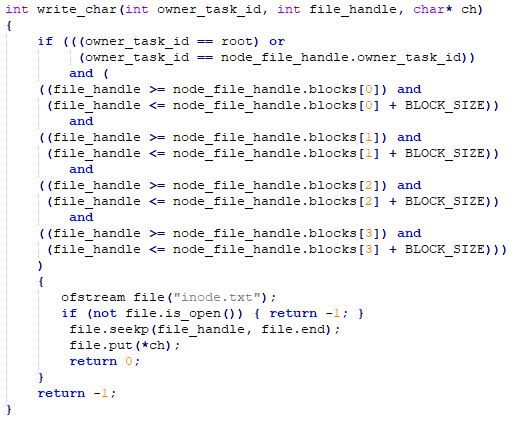 int write_char(int owner_task_id, int file_handle, char* ch)
{
    if (((owner_task_id == root) or
         (owner_task_id == node_file_handle.owner_task_id))
        and (
    ((file_handle >= node_file_handle.blocks[0]) and
     (file_handle <= node_file_handle.blocks[0] + BLOCK_SIZE))
        and
    ((file_handle >= node_file_handle.blocks[1]) and
     (file_handle <= node_file_handle.blocks[1] + BLOCK_SIZE))
        and
    ((file_handle >= node_file_handle.blocks[2]) and
     (file_handle <= node_file_handle.blocks[2] + BLOCK_SIZE))
        and
    ((file_handle >= node_file_handle.blocks[3]) and
     (file_handle <= node_file_handle.blocks[3] + BLOCK_SIZE)))
    )
    {
       ofstream file("inode.txt");
       if (not file.is_open()) { return -1; }
        file.seekp(file_handle, file.end);
        file.put(*ch);
        return 0;
    }
    return -1;
}